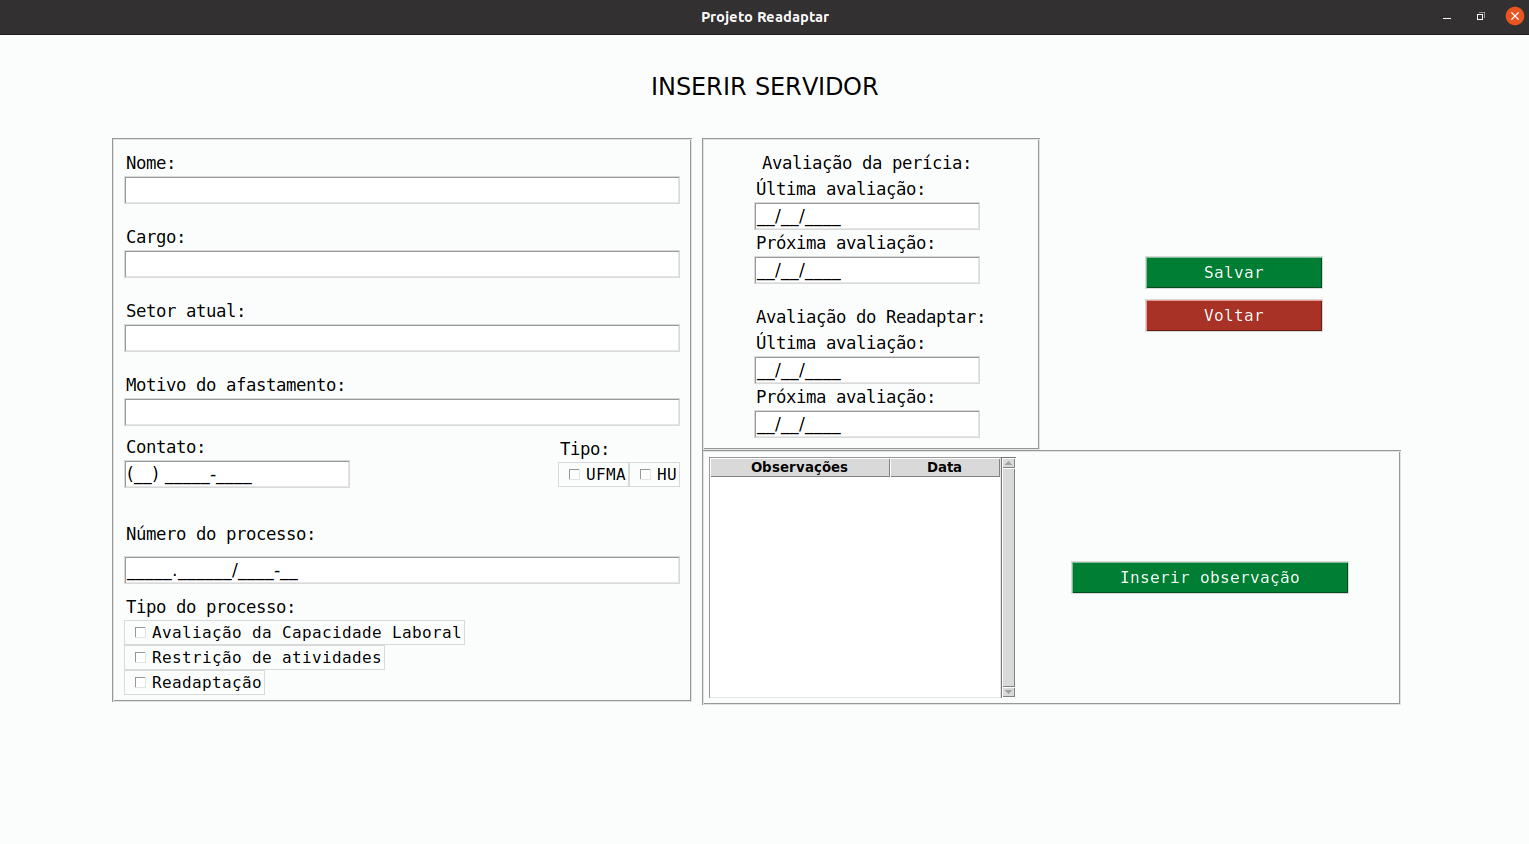 Projeto Readaptar
INSERIR SERVIDOR
Nome:
Cargo:
Setor atual:
Motivo do afastamento:
Contato:
(__) _____-____
Tipo:
UFMA
HU
Número do processo:
_____.______/____-__
Tipo do processo:
Avaliação da Capacidade Laboral
Restrição de atividades
Readaptação
Avaliação da perícia:
Última avaliação:
__/__/____
Próxima avaliação:
__/__/____
Avaliação do Readaptar:
Última avaliação:
__/__/____
Próxima avaliação:
__/__/____
Salvar
Voltar
Observações Data
Inserir observação